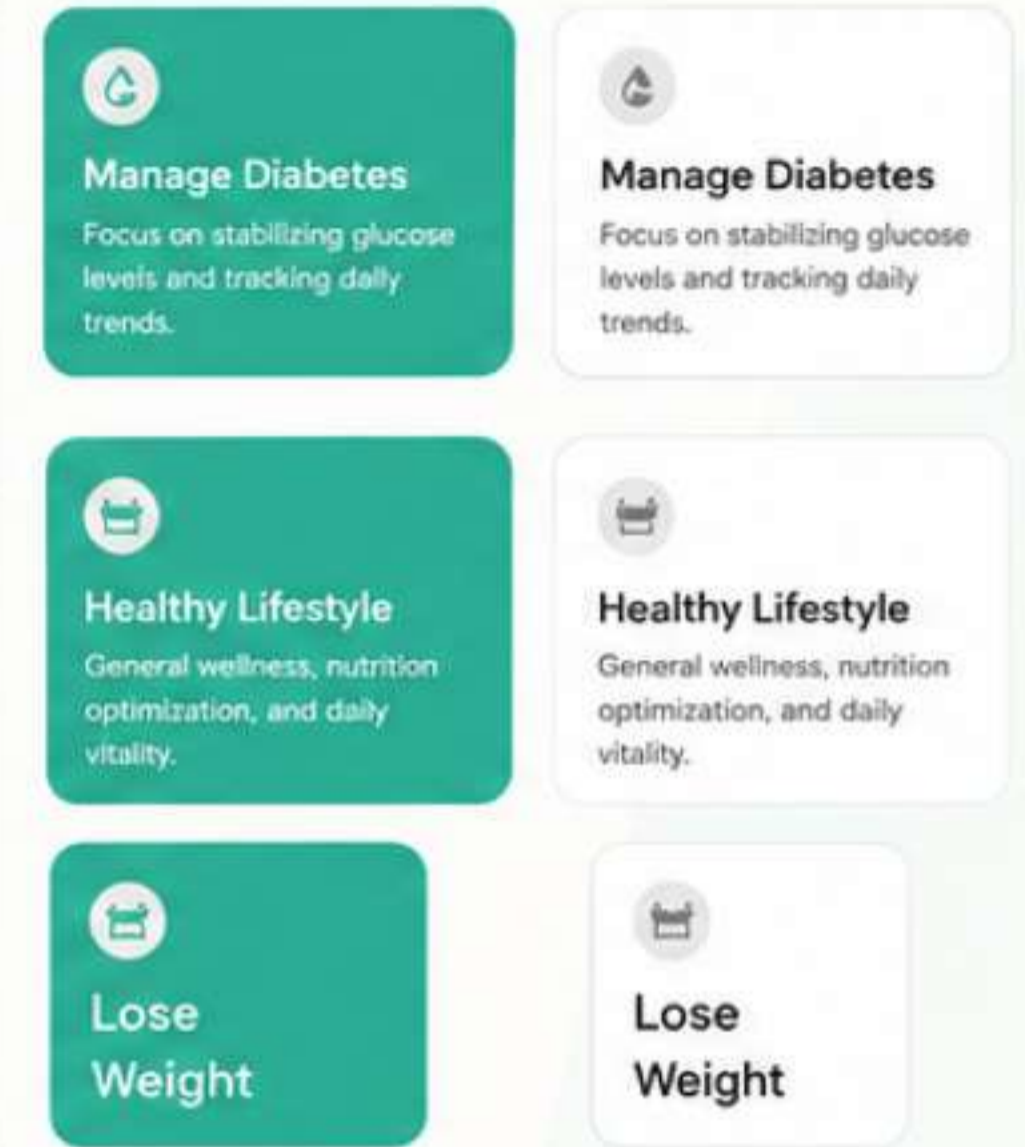 Manage Diabetes
Focus on stabilizing glucose
levels and tracking daily
trends.
Manage Diabetes
Focus on stabilizing glucose
levels and tracking daily
trends.
Healthy Lifestyle
General wellness, nutrition
optimization, and daily
vitality.
Healthy Lifestyle
General wellness, nutrition
optimization, and daily
vitality.
Lose
Weight
Lose
Weight